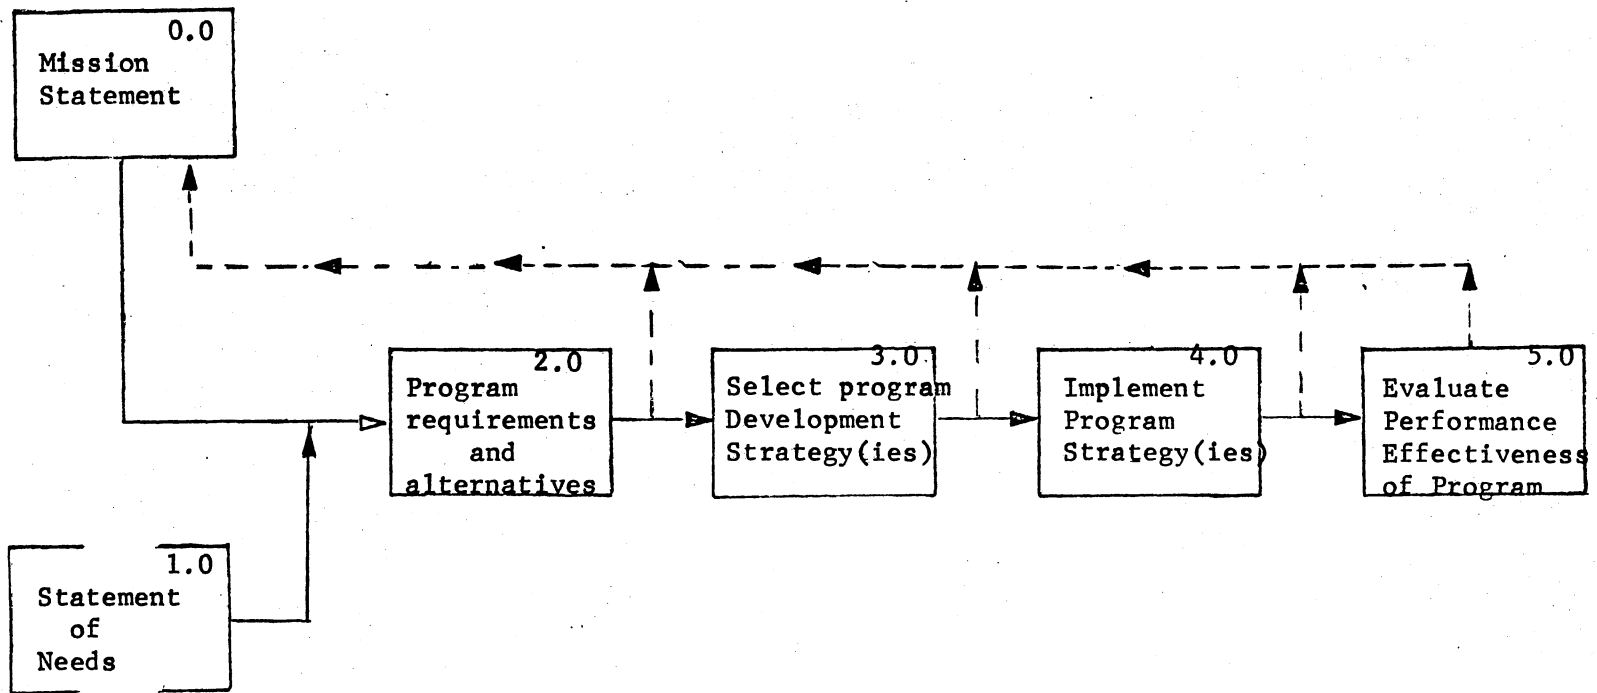 0.0
Mission
Statement
2.0
Program
requirements
and
alternatives
3.0
Select program
Development
Strategy(ies)
4.0
Implement
Program
Strategy(ies)
5.0
Evaluate
Performance
Effectiveness
of Program
1.0
Statement
of
Needs